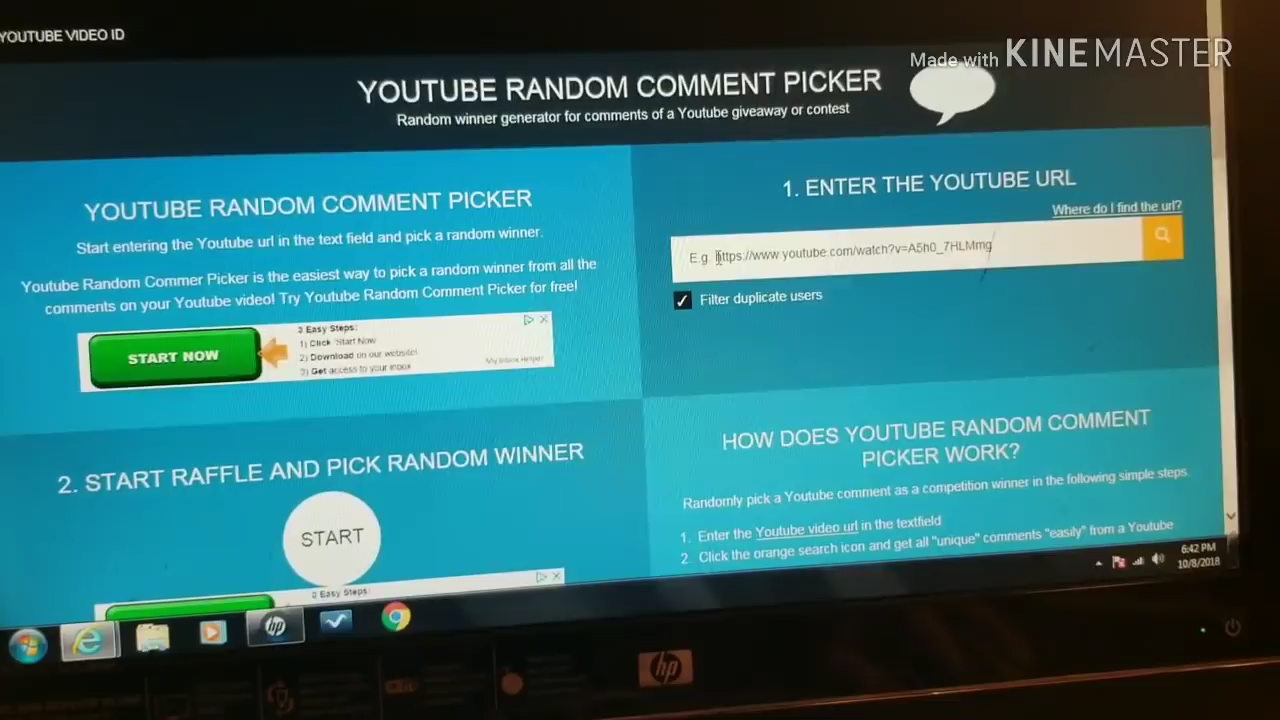 YOUTUBE VIDEO ID
Made with KINEMASTER
YOUTUBE RANDOM COMMENT PICKER
Random winner generator for comments of a Youtube giveaway or contest
YOUTUBE RANDOM COMMENT PICKER
Start entering the Youtube url in the text field and pick a random winner.
Youtube Random Commer Picker is the easiest way to pick a random winner from all the
comments on your Youtube video! Try Youtube Random Comment Picker for free!
START NOW
3 Easy Steps:
1) Click 'Start Now
2) Download on our website!
3) Get access to your inbox
My Inbox Helper
1. ENTER THE YOUTUBE URL
Where do I find the url?
E.g. https://www.youtube.com/watch?v=A5h0_7HLMmg
Filter duplicate users
2. START RAFFLE AND PICK RANDOM WINNER
START
3 Easy Steps:
HOW DOES YOUTUBE RANDOM COMMENT
PICKER WORK?
Randomly pick a Youtube comment as a competition winner in the following simple steps.
1. Enter the Youtube video url in the textfield
2. Click the orange search icon and get all "unique" comments "easily" from a Youtube
6:42 PM
10/8/2018
hp
hp